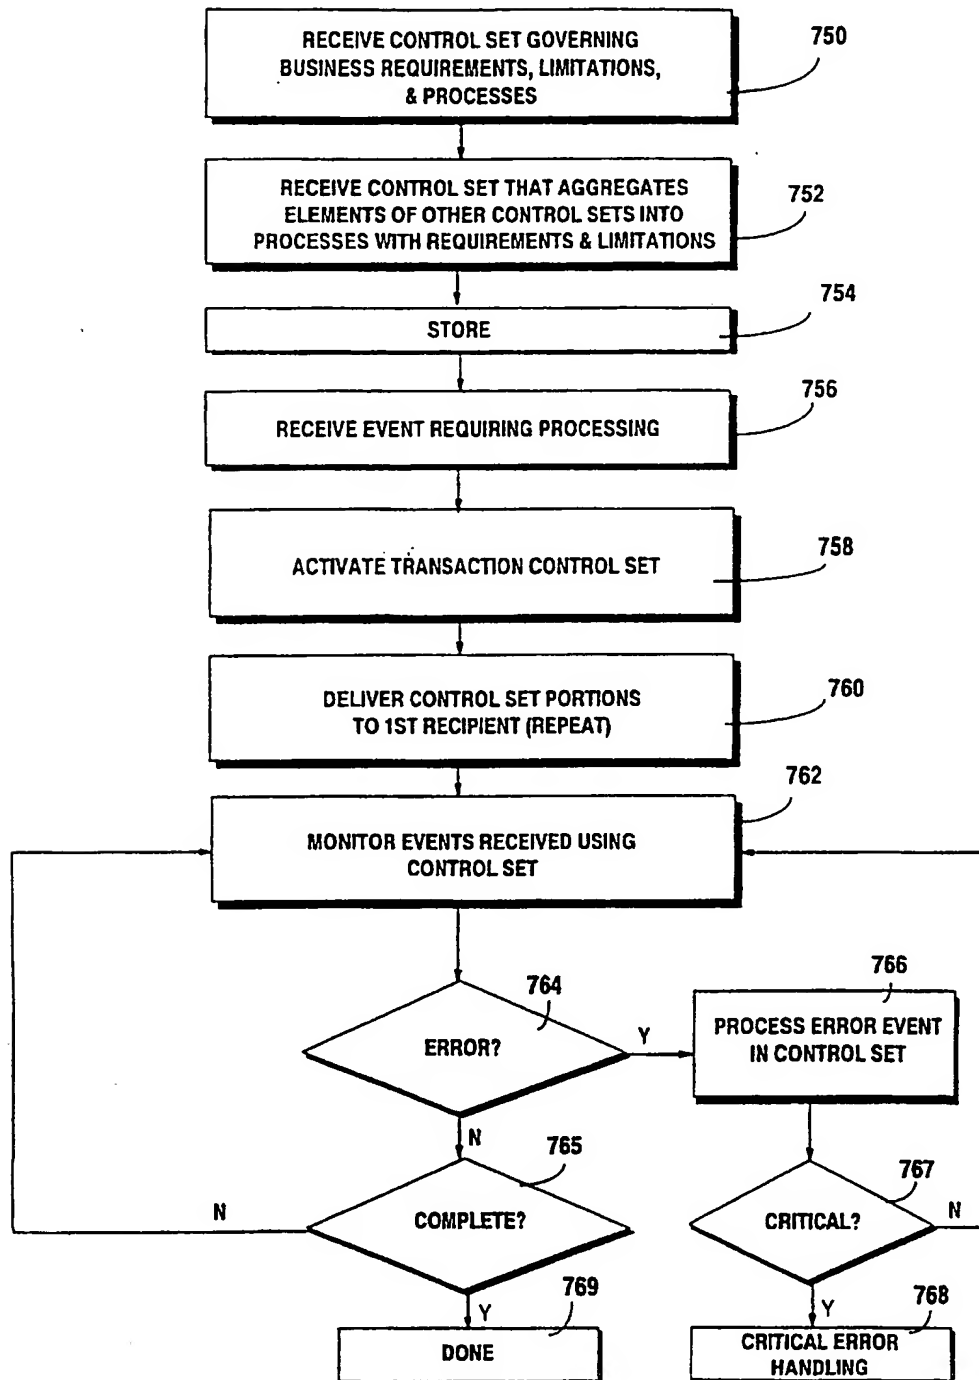 RECEIVE CONTROL SET GOVERNING
BUSINESS REQUIREMENTS, LIMITATIONS,
& PROCESSES
750
RECEIVE CONTROL SET THAT AGGREGATES
ELEMENTS OF OTHER CONTROL SETS INTO
PROCESSES WITH REQUIREMENTS & LIMITATIONS
752
STORE
754
RECEIVE EVENT REQUIRING PROCESSING
756
ACTIVATE TRANSACTION CONTROL SET
758
DELIVER CONTROL SET PORTIONS
TO 1ST RECIPIENT (REPEAT)
760
MONITOR EVENTS RECEIVED USING
CONTROL SET
762
ERROR?
764
Y
N
PROCESS ERROR EVENT
IN CONTROL SET
766
COMPLETE?
765
N
Y
CRITICAL?
767
N
Y
DONE
769
CRITICAL ERROR
HANDLING
768